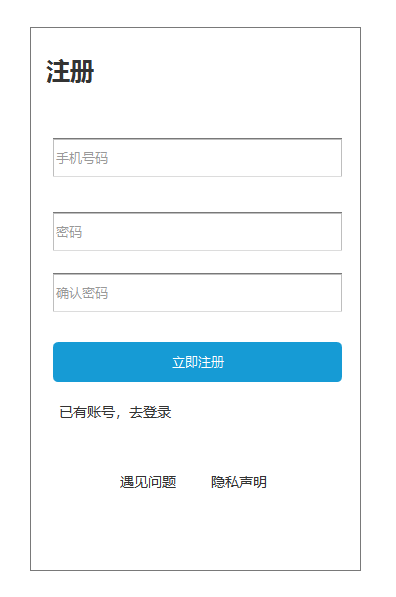 注册
手机号码
密码
确认密码
立即注册
已有账号，去登录
遇见问题 隐私声明